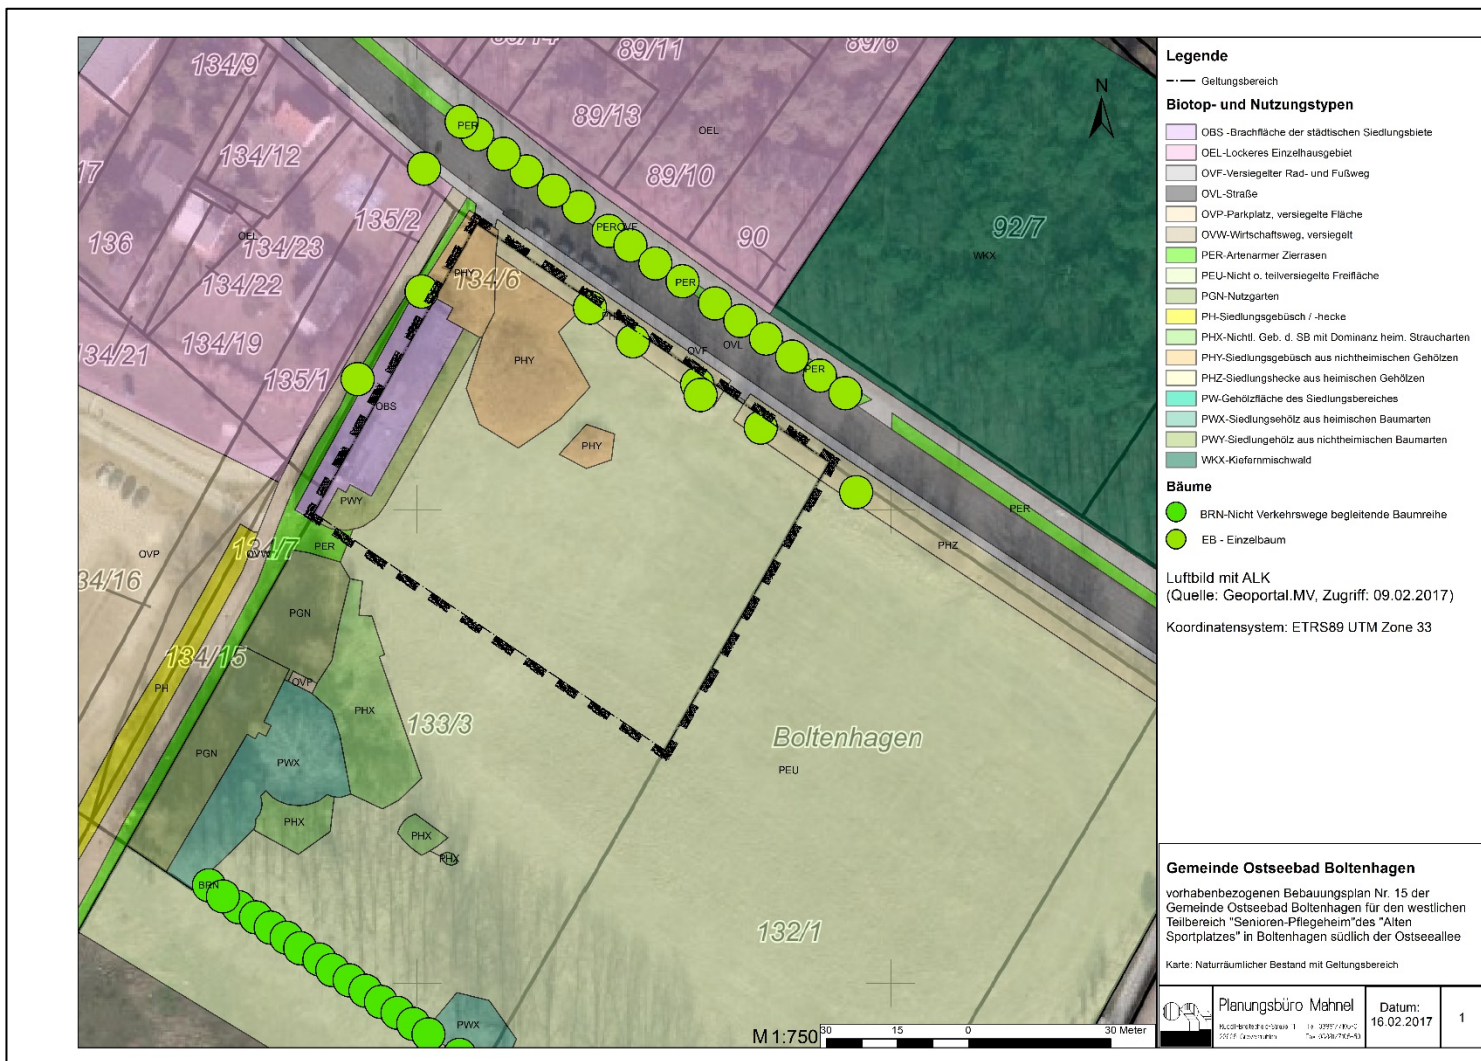 89/14
89/11
89/6
134/9
89/13
OEL
PER
134/12
89/10
17
135/2
92/7
136
OEL
134/23
PER
OVF
90
WKX
134/22
PHY
134/6
PER
134/21
134/19
PHZ
OVF
OVL
135/1
PHY
PER
OBS
PHY
PWY
PER
OVP
OVW
134/7
PER
PHZ
34/16
PGN
134/15
OVP
PH
PHX
133/3
Boltenhagen
PGN
PWX
PEU
PHX
PHX
PHX
BRN
132/1
PWX
M 1:750
30 15 0 30 Meter
N
Legende
Geltungsbereich
Biotop- und Nutzungstypen
OBS -Brachfläche der städtischen Siedlungsbiete
OEL-Lockeres Einzelhausgebiet
OVF-Versiegelter Rad- und Fußweg
OVL-Straße
OVP-Parkplatz, versiegelte Fläche
OVW-Wirtschaftsweg, versiegelt
PER-Artenarmer Zierrasen
PEU-Nicht o. teilversiegelte Freifläche
PGN-Nutzgarten
PH-Siedlungsgebüsch / -hecke
PHX-Nichtl. Geb. d. SB mit Dominanz heim. Straucharten
PHY-Siedlungsgebüsch aus nichtheimischen Gehölzen
PHZ-Siedlungshecke aus heimischen Gehölzen
PW-Gehölzfläche des Siedlungsbereiches
PWX-Siedlungsehölz aus heimischen Baumarten
PWY-Siedlungehölz aus nichtheimischen Baumarten
WKX-Kiefernmischwald
Bäume
BRN-Nicht Verkehrswege begleitende Baumreihe
EB - Einzelbaum
Luftbild mit ALK
(Quelle: Geoportal.MV, Zugriff: 09.02.2017)
Koordinatensystem: ETRS89 UTM Zone 33
Gemeinde Ostseebad Boltenhagen
vorhabenbezogenen Bebauungsplan Nr. 15 der
Gemeinde Ostseebad Boltenhagen für den westlichen
Teilbereich "Senioren-Pflegeheim"des "Alten
Sportplatzes" in Boltenhagen südlich der Ostseeallee
Karte: Naturräumlicher Bestand mit Geltungsbereich
Planungsbüro Mahnel
Datum:
16.02.2017
1